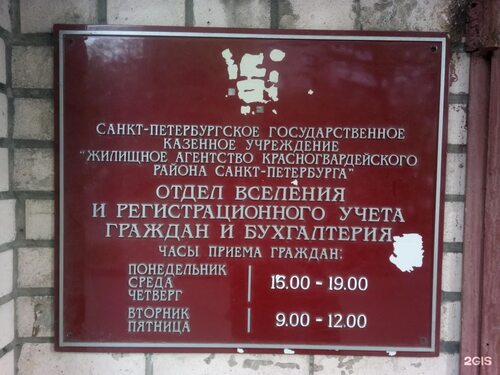 САНКТ-ПЕТЕРБУРГСКОЕ ГОСУДАРСТВЕННОЕ
КАЗЕННОЕ УЧРЕЖДЕНИЕ
"ЖИЛИЩНОЕ АГЕНТСТВО КРАСНОГВАРДЕЙСКОГО
РАЙОНА САНКТ-ПЕТЕРБУРГА"
ОТДЕЛ ВСЕЛЕНИЯ
И РЕГИСТРАЦИОННОГО УЧЕТА
ГРАЖДАН И БУХГАЛТЕРИЯ
ЧАСЫ ПРИЕМА ГРАЖДАН:
ПОНЕДЕЛЬНИК
СРЕДА
ЧЕТВЕРГ
15.00 - 19.00
ВТОРНИК
ПЯТНИЦА
9.00 - 12.00
2GIS